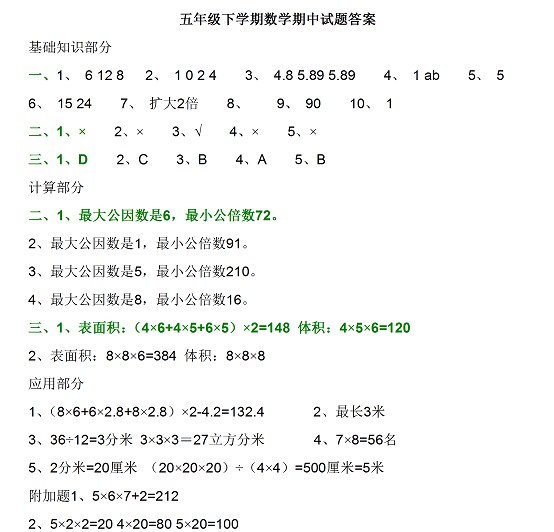 五年级下学期数学期中试题答案
基础知识部分
一、1、 6 12 8 2、 1 0 2 4 3、 4.8 5.89 5.89 4、 1 ab 5、 5
6、 15 24 7、 扩大2倍 8、 9、 90 10、 1
二、1、× 2、× 3、√ 4、× 5、×
三、1、D 2、C 3、B 4、A 5、B
计算部分
二、1、最大公因数是6，最小公倍数72。
2、最大公因数是1，最小公倍数91。
3、最大公因数是5，最小公倍数210。
4、最大公因数是8，最小公倍数16。
三、1、表面积：（4×6+4×5+6×5）×2=148 体积：4×5×6=120
2、表面积：8×8×6=384 体积：8×8×8
应用部分
1、（8×6+6×2.8+8×2.8）×2-4.2=132.4 2、最长3米
3、36÷12=3分米 3×3×3＝27立方分米 4、7×8=56名
5、2分米=20厘米 （20×20×20）÷（4×4）=500厘米=5米
附加题1、5×6×7+2=212
2、5×2×2=20 4×20=80 5×20=100